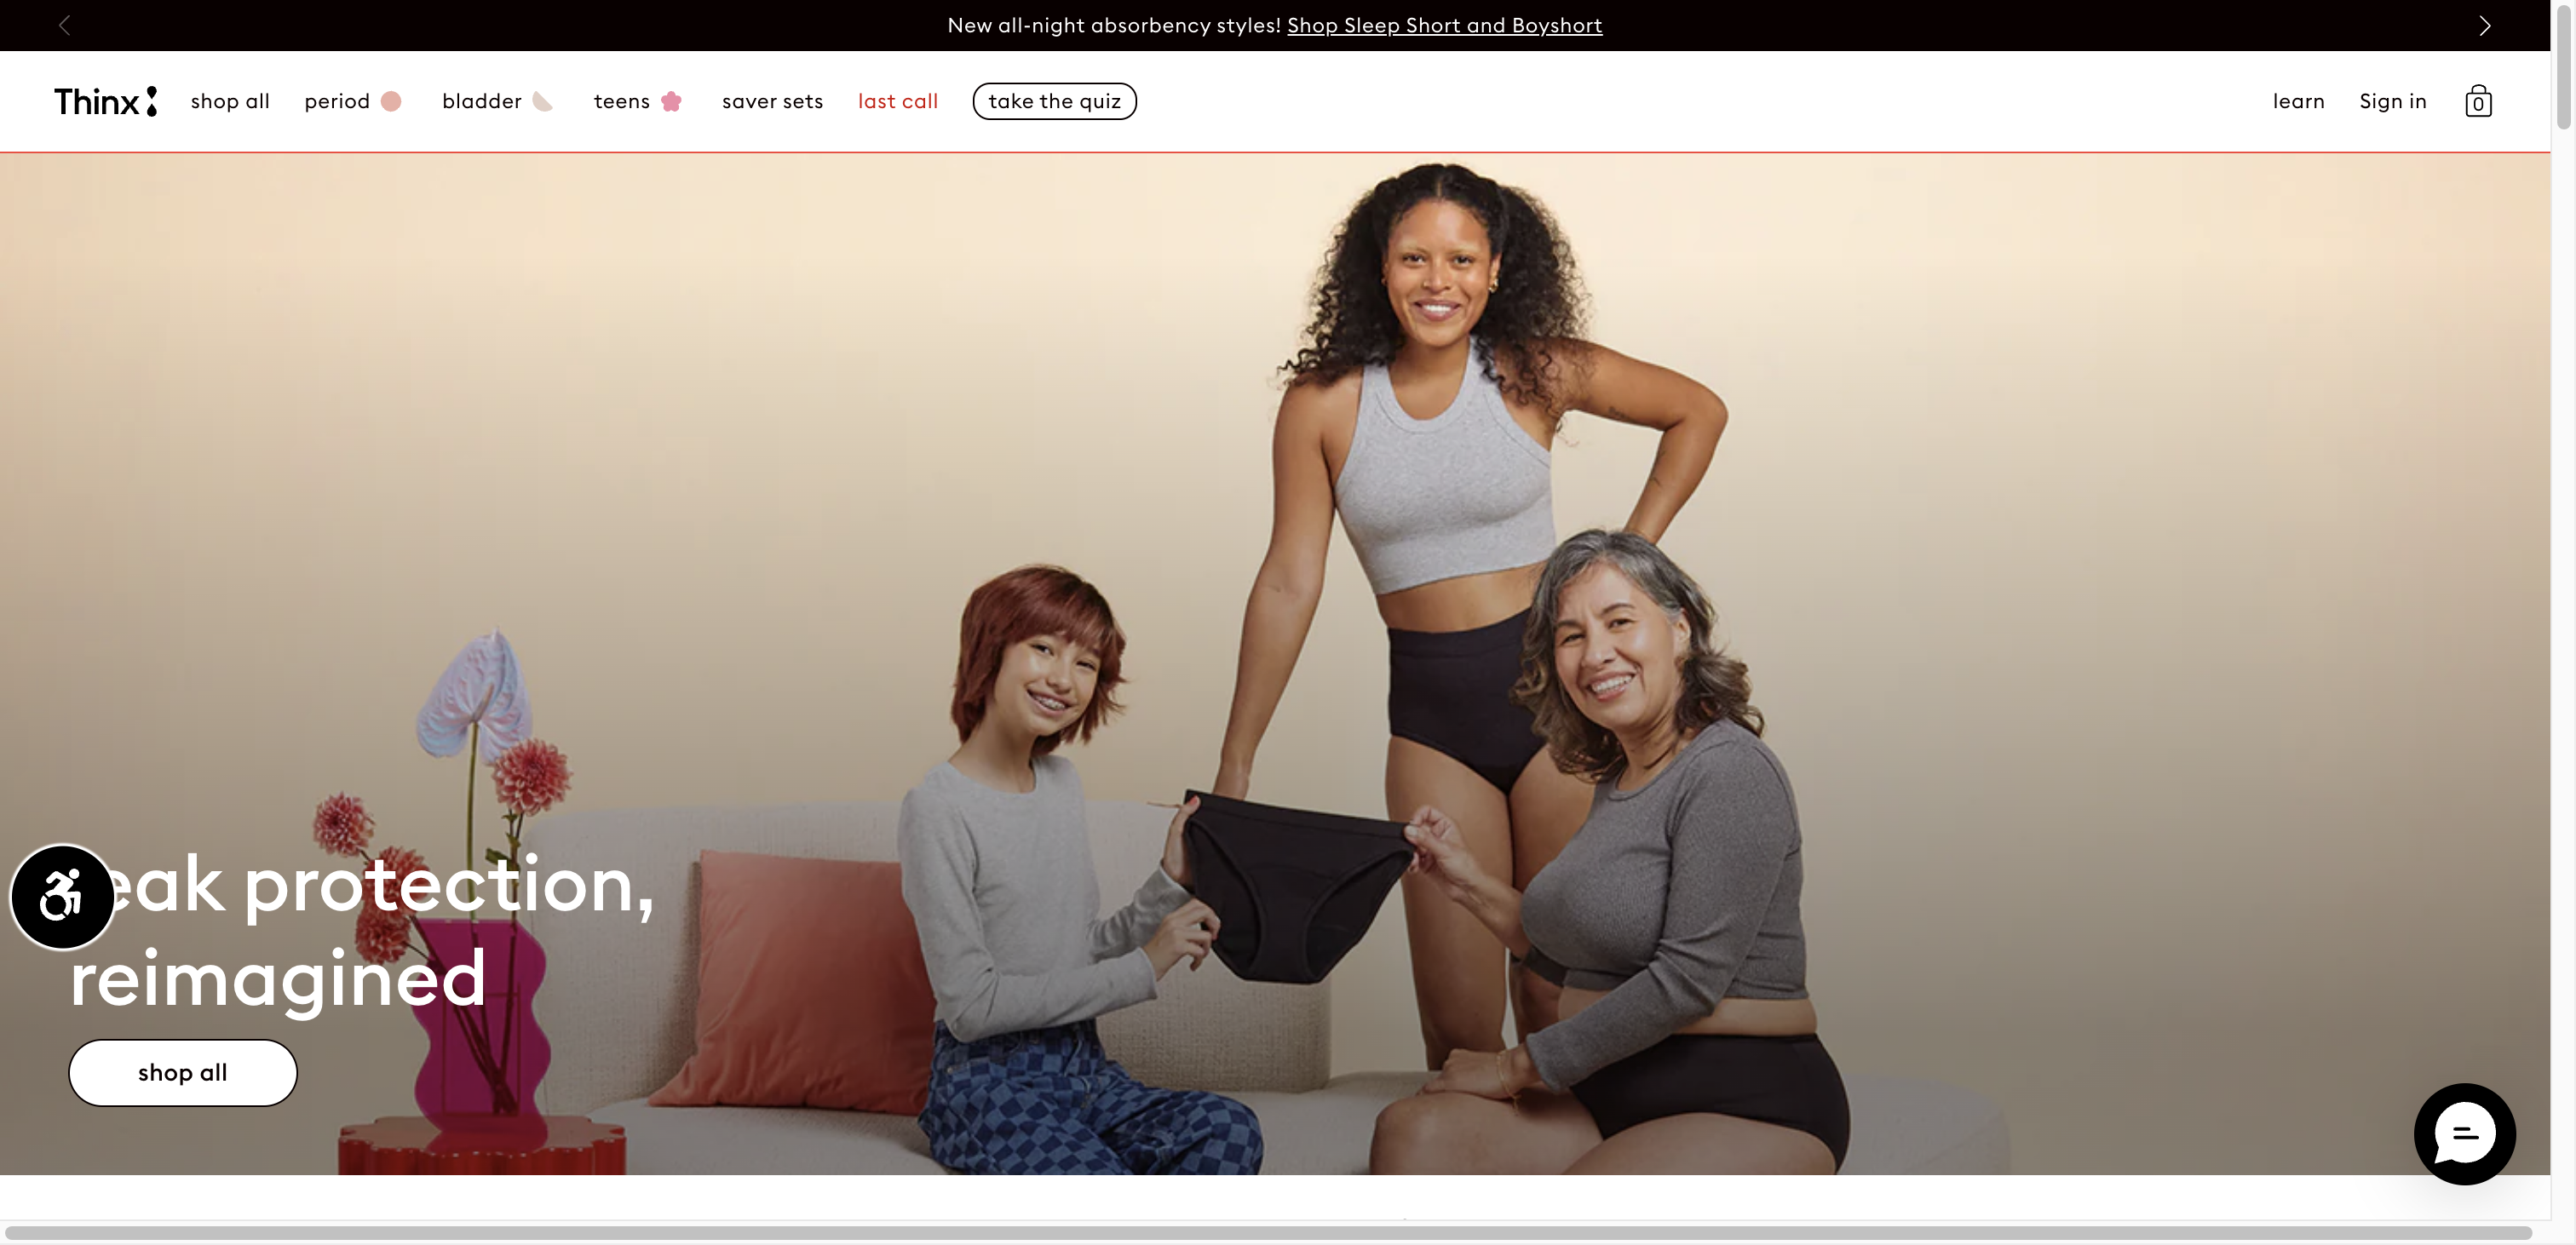 New all-night absorbency styles! Shop Sleep Short and Boyshort
Thinx shop all period bladder teens saver sets last call take the quiz learn Sign in 0
eak protection,
reimagined
shop all